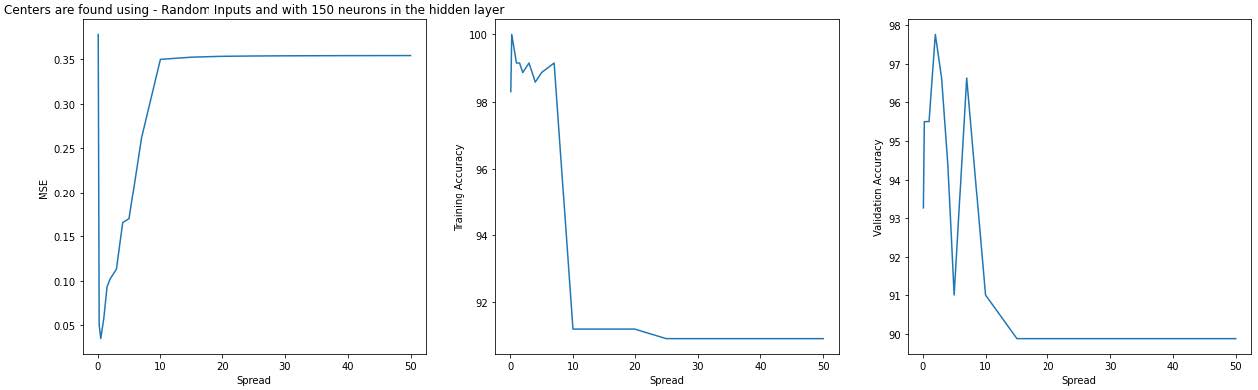 Centers are found using - Random Inputs and with 150 neurons in the hidden layer
0.35
0.30
0.25
0.20
0.15
0.10
0.05
MSE
0 10 20 30 40 50
Spread
100
98
96
94
92
Training Accuracy
0 10 20 30 40 50
Spread
98
97
96
95
94
93
92
91
90
Validation Accuracy
0 10 20 30 40 50
Spread